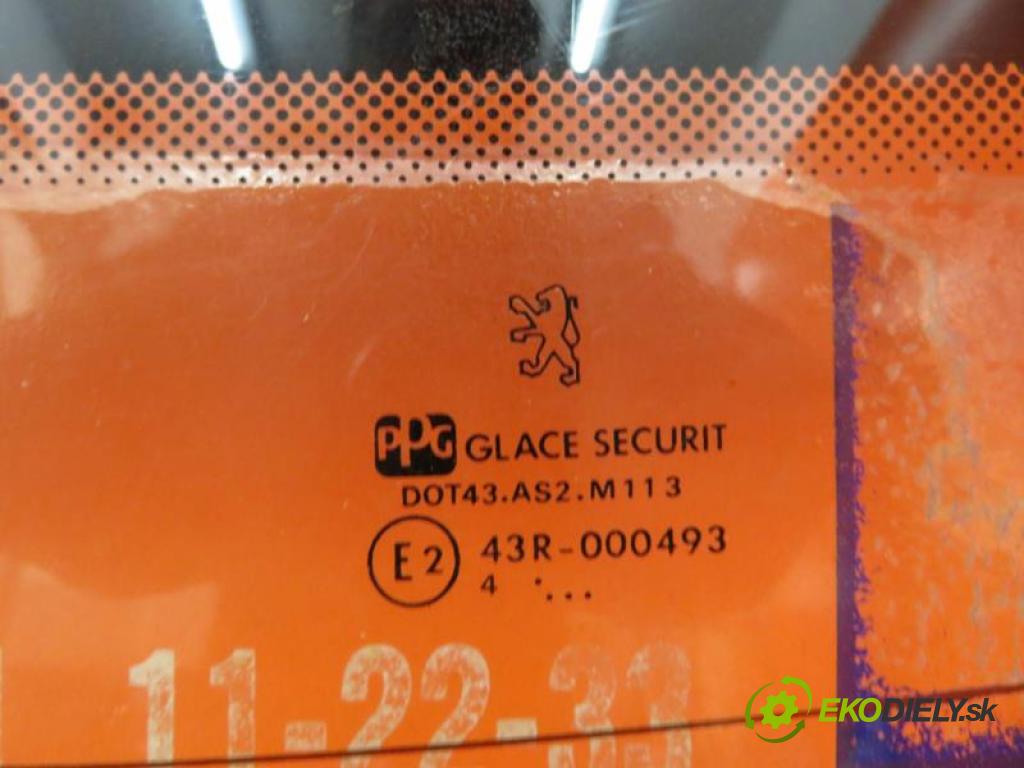 PPG GLACE SECURIT
DOT43.AS2.M113
E2 43R-000493
4 ....
11-22-33
EKODIELY.sk